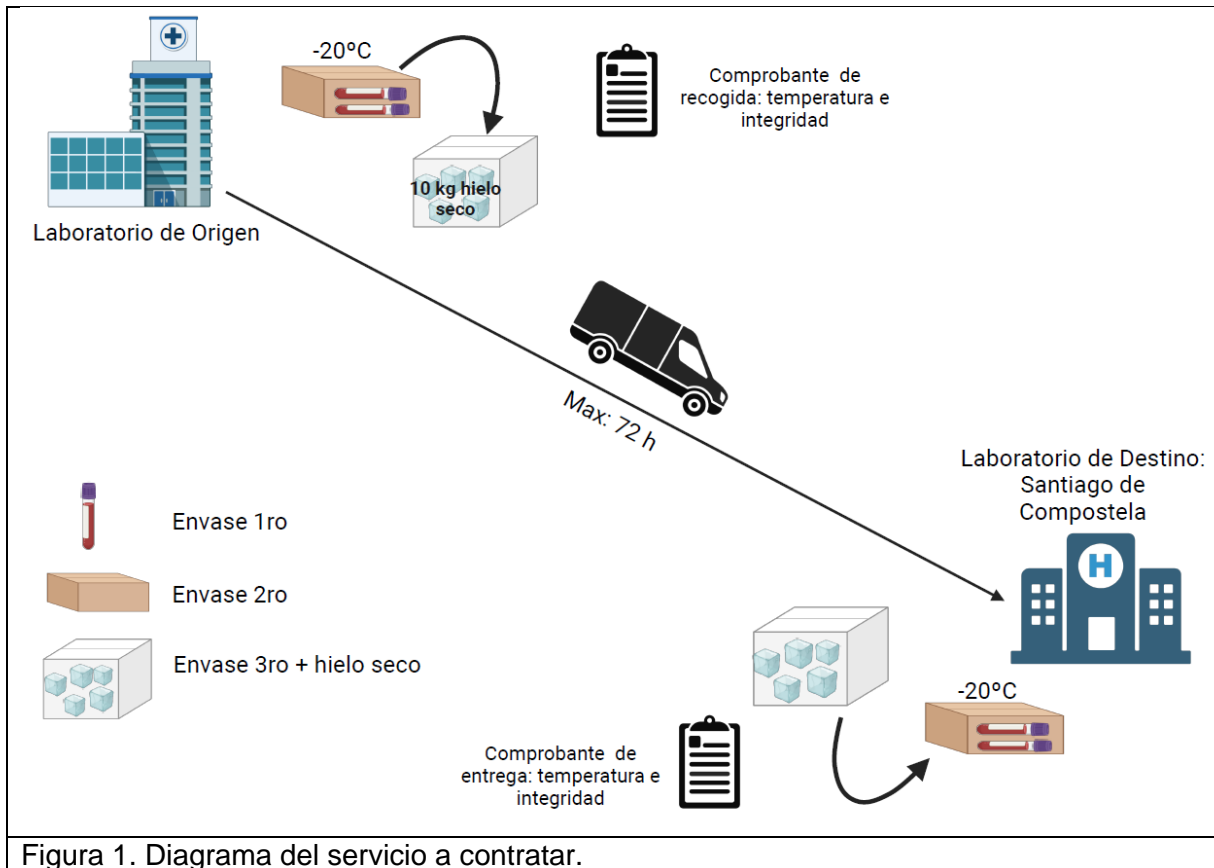 -20ºC
Comprobante de
recogida: temperatura e
integridad
10 kg hielo
seco
Laboratorio de Origen
Max: 72 h
Laboratorio de Destino:
Santiago de
Compostela
H
Envase 1ro
Envase 2ro
Envase 3ro + hielo seco
-20ºC
Comprobante de
entrega: temperatura e
integridad
Figura 1. Diagrama del servicio a contratar.